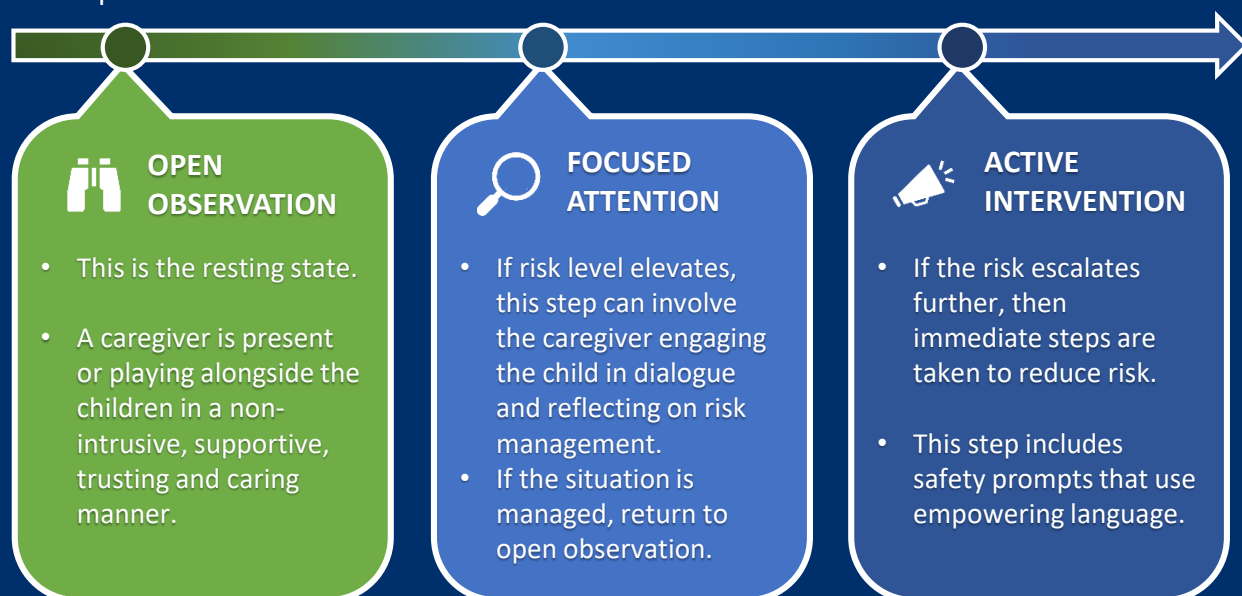 OPEN
OBSERVATION
• This is the resting state.
• A caregiver is present
or playing alongside the
children in a non-
intrusive, supportive,
trusting and caring
manner.
FOCUSED
ATTENTION
• If risk level elevates,
this step can involve
the caregiver engaging
the child in dialogue
and reflecting on risk
management.
• If the situation is
managed, return to
open observation.
ACTIVE
INTERVENTION
• If the risk escalates
further, then
immediate steps are
taken to reduce risk.
• This step includes
safety prompts that use
empowering language.